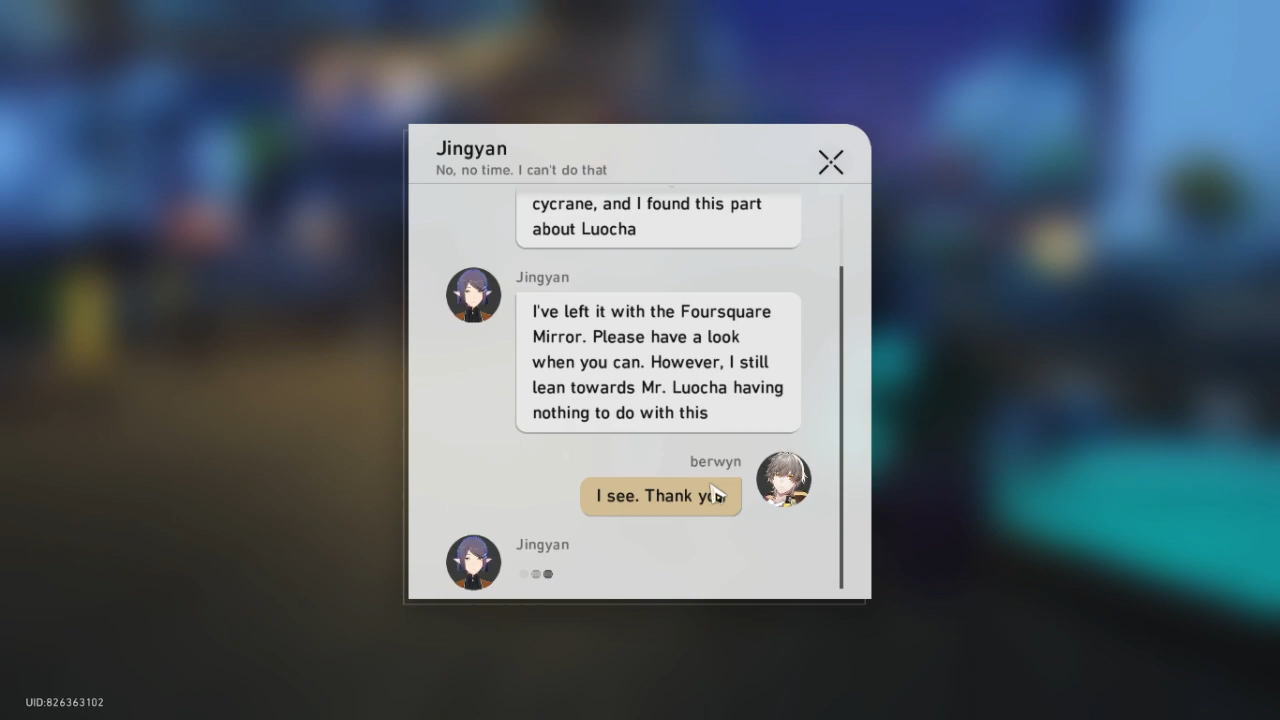 Jingyan
No, no time. I can't do that
cycrane, and I found this part
about Luocha
Jingyan
I've left it with the Foursquare
Mirror. Please have a look
when you can. However, I still
lean towards Mr. Luocha having
nothing to do with this
berwyn
I see. Thank you
Jingyan
UID:826363102